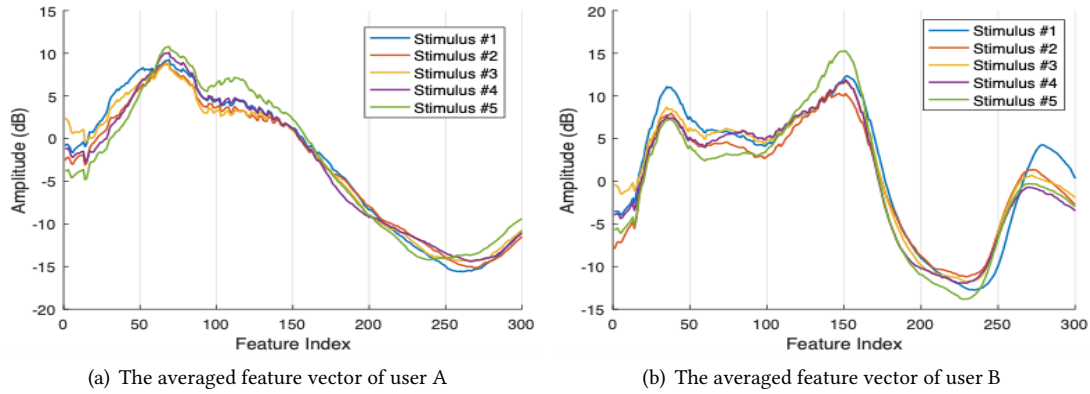 20
15
10
5
0
-5
-10
-15
-20
Amplitude (dB)
0 50 100 150 200 250 300
Feature Index
Stimulus #1
Stimulus #2
Stimulus #3
Stimulus #4
Stimulus #5
(a) The averaged feature vector of user A
20
15
10
5
0
-5
-10
-15
Amplitude (dB)
0 50 100 150 200 250 300
Feature Index
Stimulus #1
Stimulus #2
Stimulus #3
Stimulus #4
Stimulus #5
(b) The averaged feature vector of user B